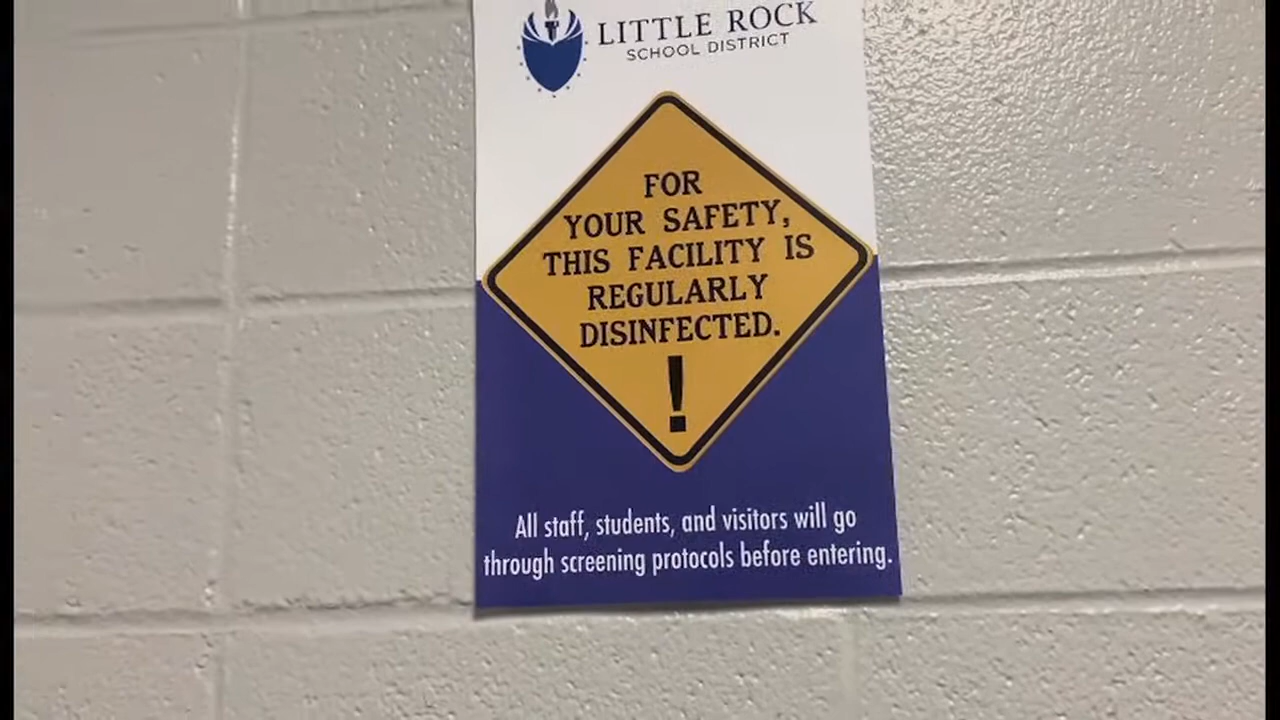 LITTLE ROCK
SCHOOL DISTRICT
FOR
YOUR SAFETY,
THIS FACILITY IS
REGULARLY
DISINFECTED.
!
All staff, students, and visitors will go
through screening protocols before entering.